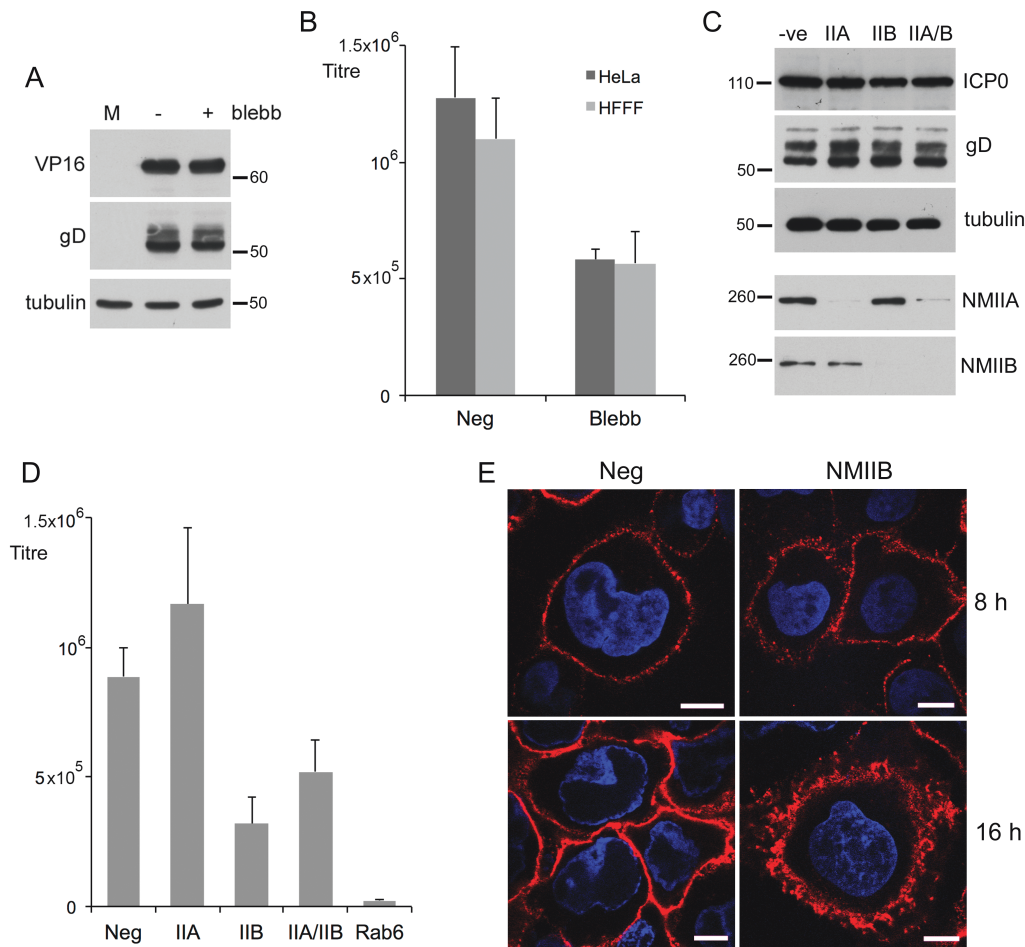 A
M - + blebb
VP16
60
gD
50
tubulin
50
B
Titre
1.5x10⁶
10⁶
5x10⁵
0
HeLa
HFFF
Neg Blebb
C
-ve IIA IIB IIA/B
110 ICP0
gD
50
50 tubulin
260 NMIIA
260 NMIIB
D
1.5x10⁶
Titre
10⁶
5x10⁵
0
Neg IIA IIB IIA/IIB Rab6
E
Neg NMIIB
8 h
16 h